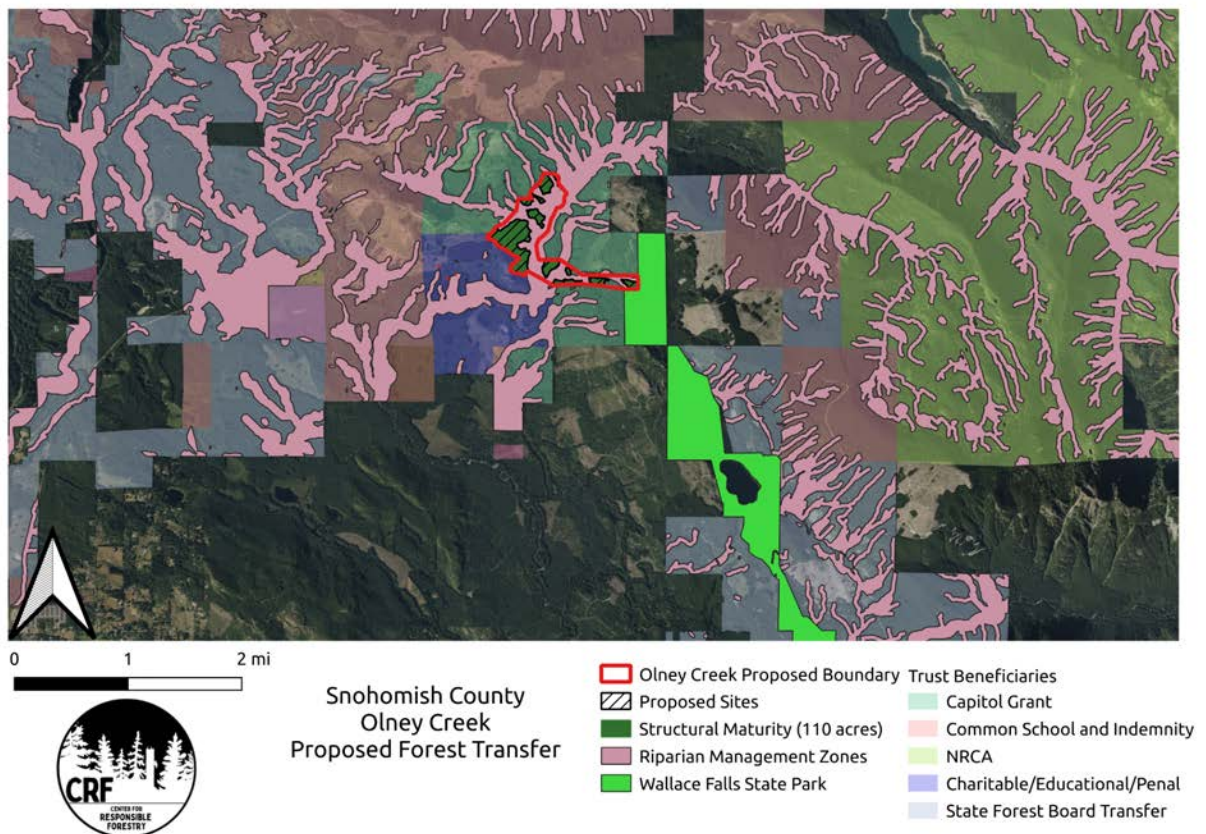 0 1 2 mi
CRF
CENTER FOR
RESPONSIBLE
FORESTRY
Snohomish County
Olney Creek
Proposed Forest Transfer
Olney Creek Proposed Boundary
Proposed Sites
Structural Maturity (110 acres)
Riparian Management Zones
Wallace Falls State Park
Trust Beneficiaries
Capitol Grant
Common School and Indemnity
NRCA
Charitable/Educational/Penal
State Forest Board Transfer